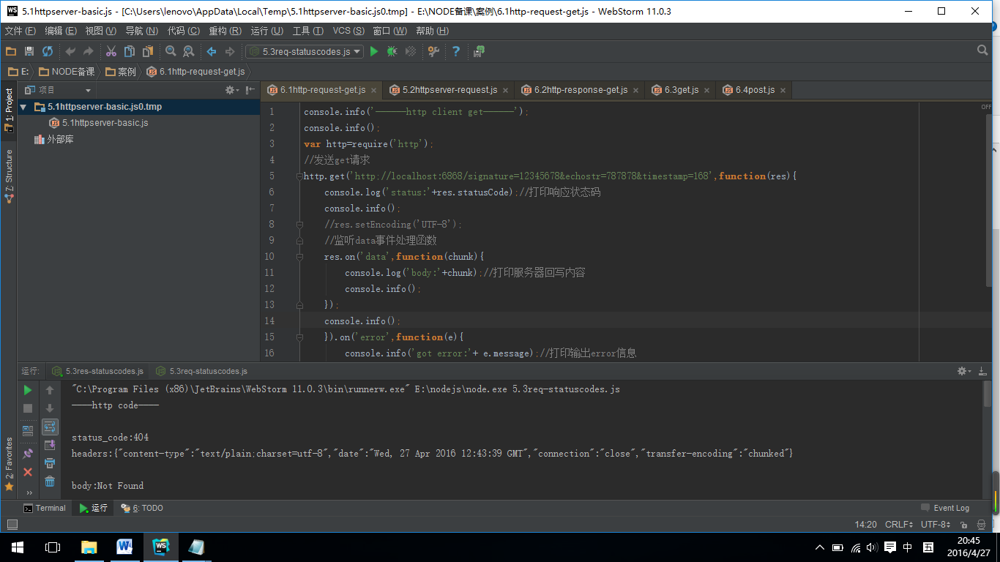 5.1httpserver-basic.js - [C:\Users\lenovo\AppData\Local\Temp\5.1httpserver-basic.js0.tmp] - E:\NODE备课\案例\6.1http-request-get.js - WebStorm 11.0.3
文件 (F) 编辑 (E) 视图 (V) 导航 (N) 代码 (C) 重构 (R) 运行 (U) 工具 (T) VCS (S) 窗口 (W) 帮助 (H)
5.3req-statuscodes.js
E: NODE备课 案例 6.1http-request-get.js
1: Project
Z: Structure
2: Favorites
项目
5.1httpserver-basic.js0.tmp
5.1httpserver-basic.js
外部库
6.1http-request-get.js 5.2httpserver-request.js 6.2http-response-get.js 6.3get.js 6.4post.js
OFF
1 console.info('———http client get———');
2 console.info();
3 var http=require('http');
4 //发送get请求
5 http.get('http;//localhost:6868/signature=12345678&echostr=787878&timestamp=168',function(res){
6 console.log('status:'+res.statusCode);//打印响应状态码
7 console.info();
8 //res.setEncoding('UTF-8');
9 //监听data事件处理函数
10 res.on('data',function(chunk){
11 console.log('body:'+chunk);//打印服务器回写内容
12 console.info();
13 });
14 console.info();
15 }).on('error',function(e){
16 console.info('got error:'+ e.message);//打印输出error信息
运行: 5.3res-statuscodes.js 5.3req-statuscodes.js
"C:\Program Files (x86)\JetBrains\WebStorm 11.0.3\bin\runnerw.exe" E:\nodejs\node.exe 5.3req-statuscodes.js
——http code——
status_code:404
headers:{"content-type":"text/plain;charset=utf-8","date":"Wed, 27 Apr 2016 12:43:39 GMT","connection":"close","transfer-encoding":"chunked"}
body:Not Found
Terminal 运行 6: TODO Event Log
14:20 CRLF UTF-8
中 五 20:45
2016/4/27